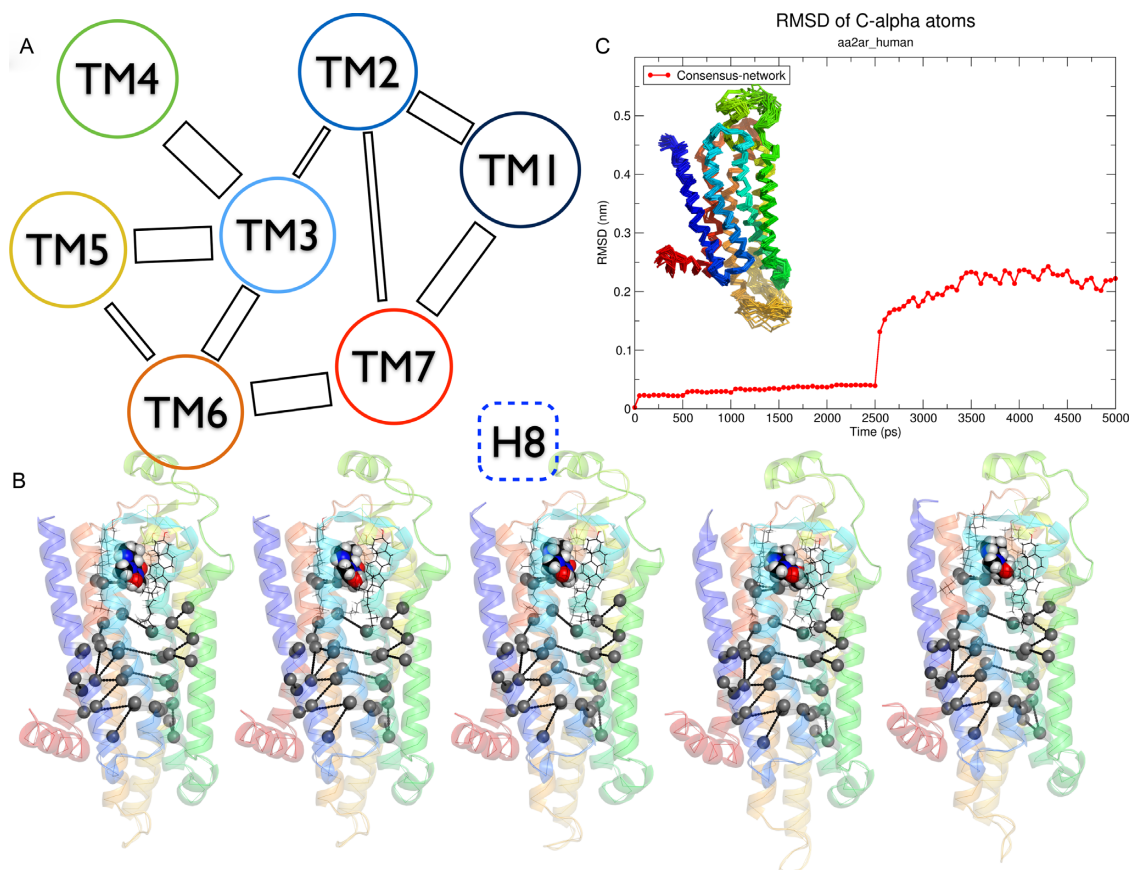 A
TM4
TM2
TM1
TM5
TM3
TM7
TM6
H8
B
C
RMSD of C-alpha atoms
aa2ar_human
Consensus-network
RMSD (nm)
0.5
0.4
0.3
0.2
0.1
0
0 500 1000 1500 2000 2500 3000 3500 4000 4500 5000
Time (ps)